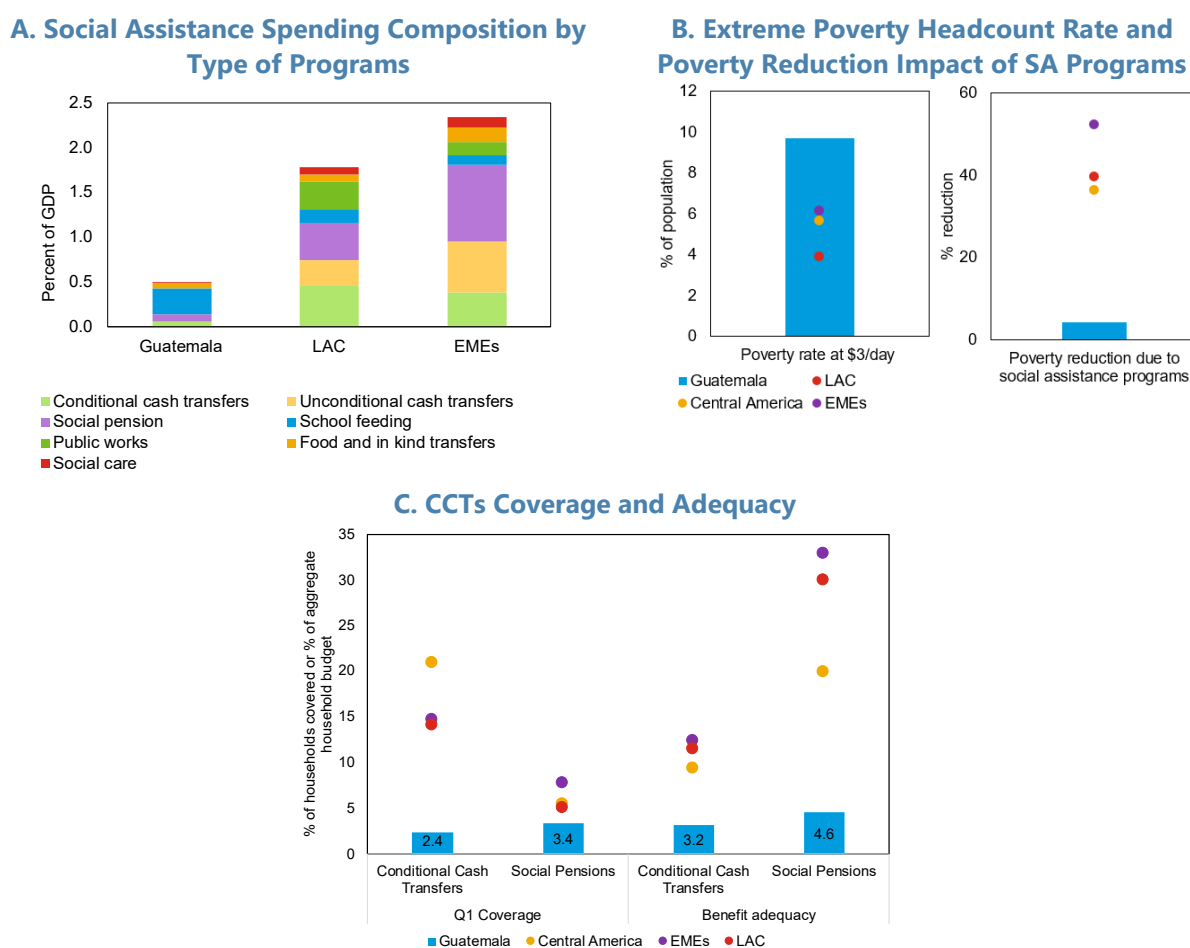 A. Social Assistance Spending Composition by
Type of Programs
2.5
2.0
1.5
1.0
0.5
0.0
Percent of GDP
Guatemala
LAC
EMEs
Conditional cash transfers
Unconditional cash transfers
Social pension
School feeding
Public works
Food and in kind transfers
Social care
B. Extreme Poverty Headcount Rate and
Poverty Reduction Impact of SA Programs
12
10
8
6
4
2
0
% of population
Poverty rate at $3/day
60
40
20
0
% reduction
Poverty reduction due to
social assistance programs
Guatemala
LAC
Central America
EMEs
C. CCTs Coverage and Adequacy
35
30
25
20
15
10
5
0
% of households covered or % of aggregate
household budget
2.4
3.4
3.2
4.6
Conditional Cash
Transfers
Social Pensions
Conditional Cash
Transfers
Social Pensions
Q1 Coverage
Benefit adequacy
Guatemala
Central America
EMEs
LAC